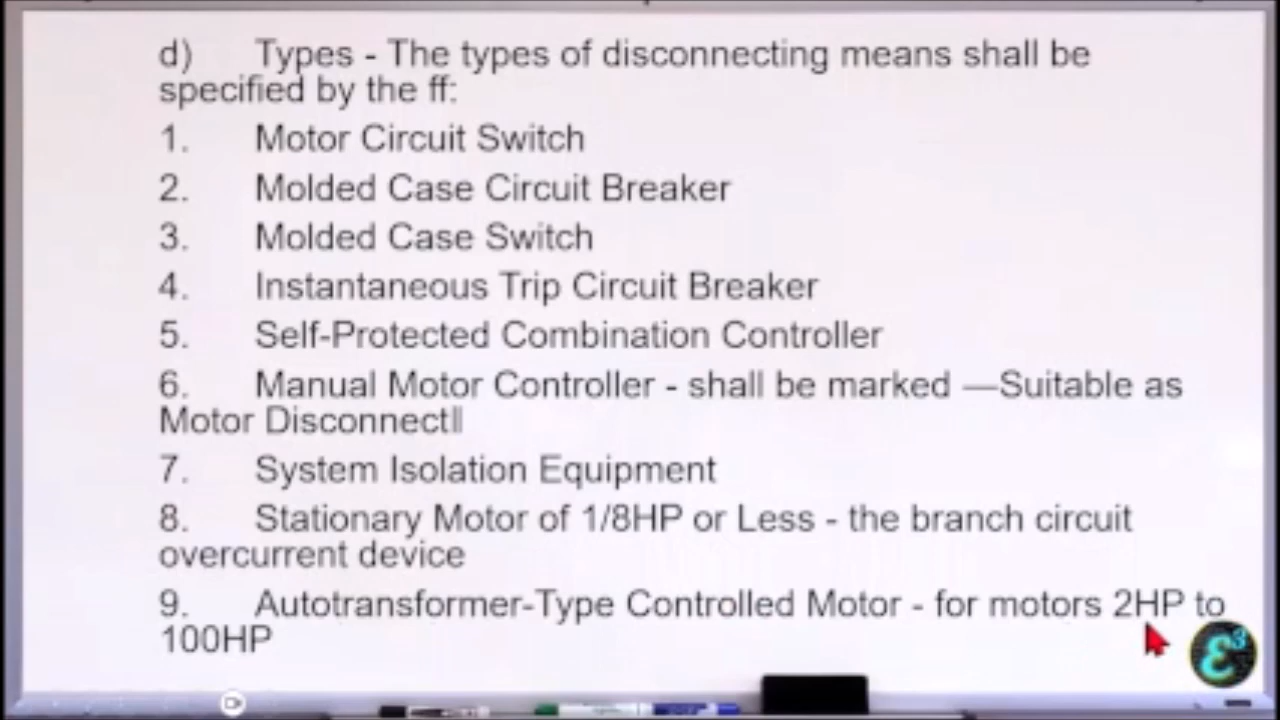 d) Types - The types of disconnecting means shall be
specified by the ff:
1. Motor Circuit Switch
2. Molded Case Circuit Breaker
3. Molded Case Switch
4. Instantaneous Trip Circuit Breaker
5. Self-Protected Combination Controller
6. Manual Motor Controller - shall be marked ―Suitable as
Motor Disconnect‖
7. System Isolation Equipment
8. Stationary Motor of 1/8HP or Less - the branch circuit
overcurrent device
9. Autotransformer-Type Controlled Motor - for motors 2HP to
100HP
ε3